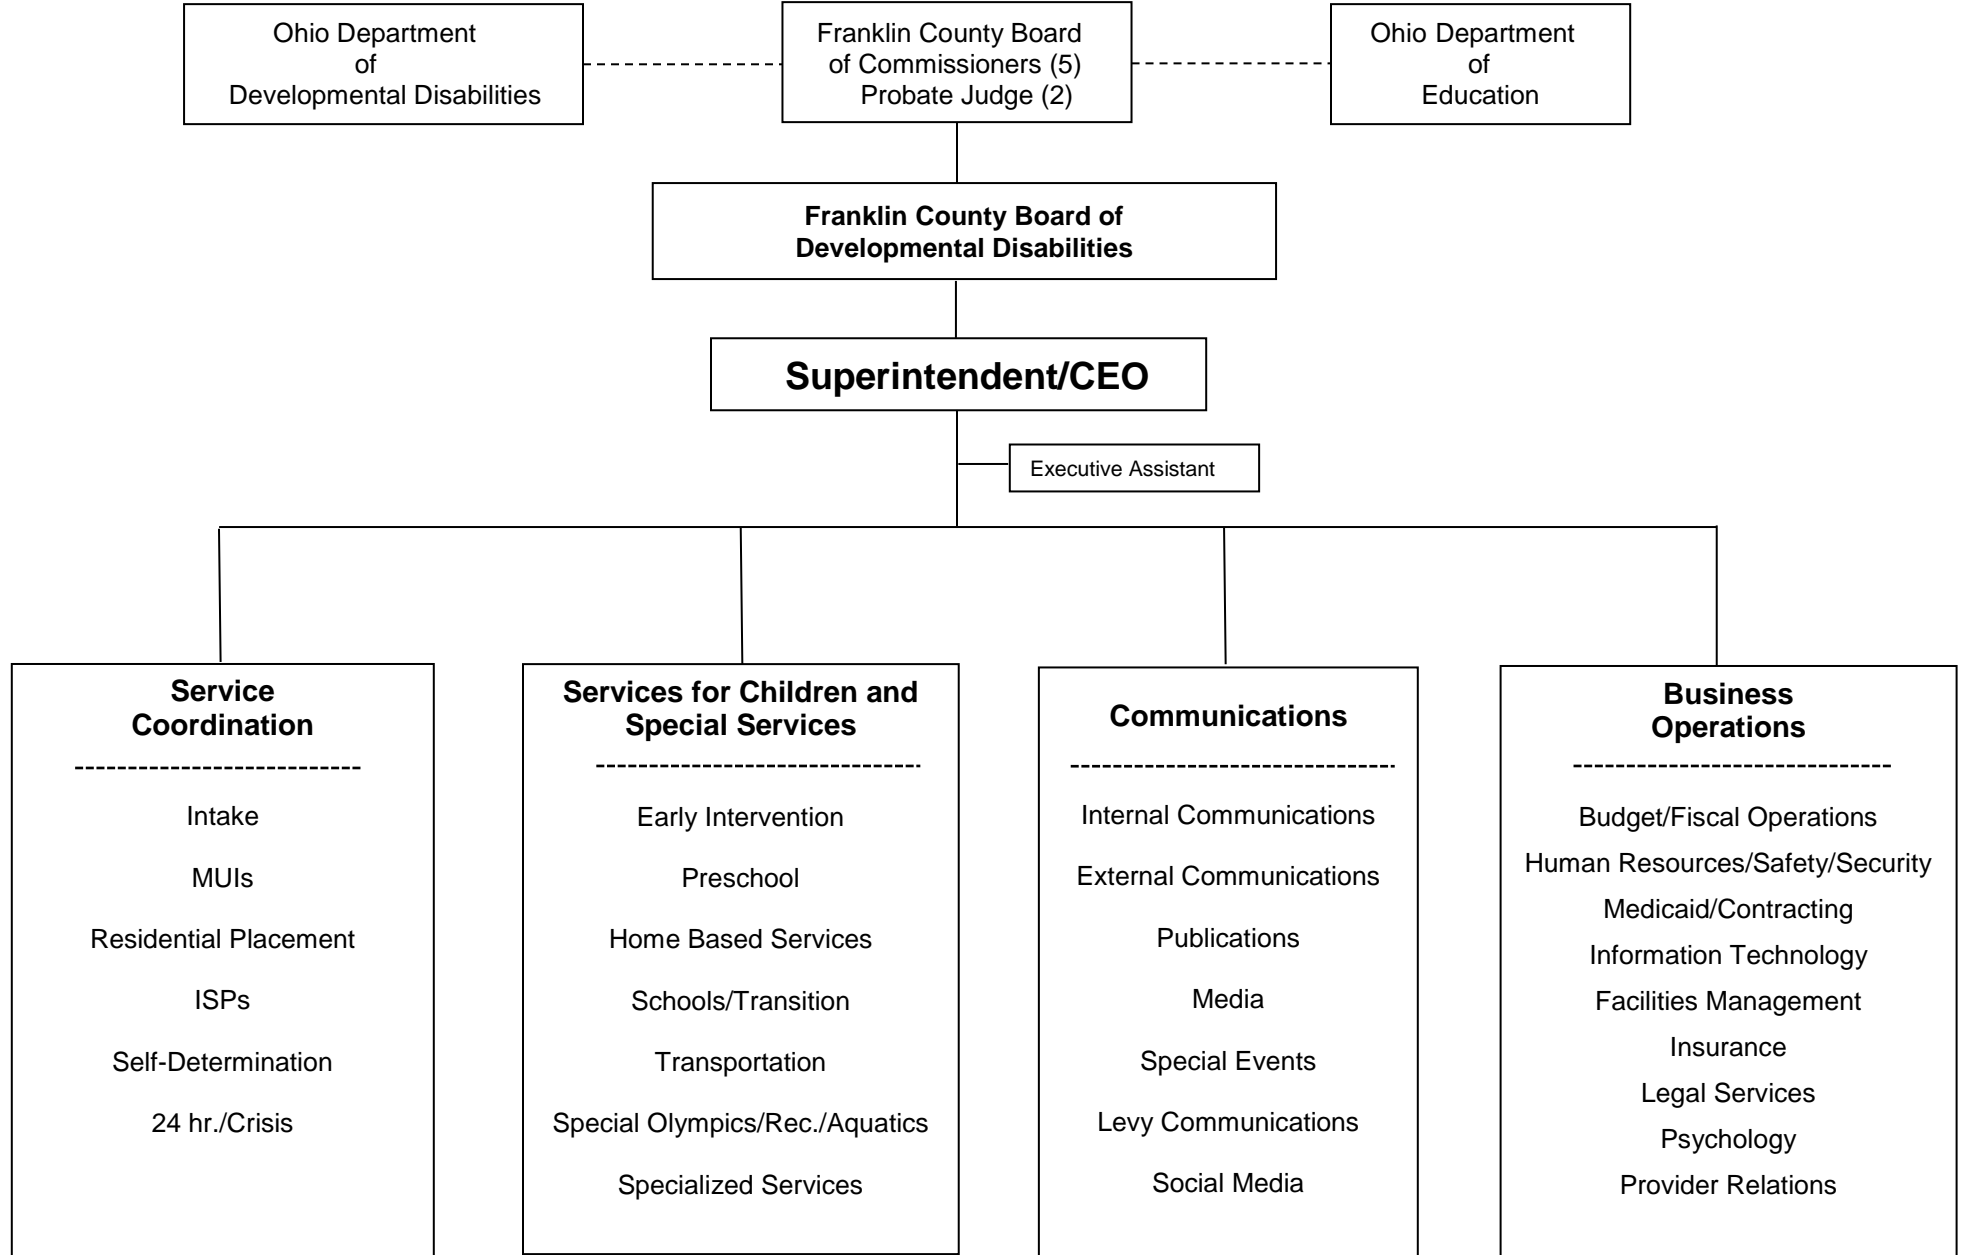 Ohio Department
of
Developmental Disabilities
Franklin County Board
of Commissioners (5)
Probate Judge (2)
Ohio Department
of
Education
Franklin County Board of
Developmental Disabilities
Superintendent/CEO
Executive Assistant
Service
Coordination
Intake
MUIs
Residential Placement
ISPs
Self-Determination
24 hr./Crisis
Services for Children and
Special Services
Early Intervention
Preschool
Home Based Services
Schools/Transition
Transportation
Special Olympics/Rec./Aquatics
Specialized Services
Communications
Internal Communications
External Communications
Publications
Media
Special Events
Levy Communications
Social Media
Business
Operations
Budget/Fiscal Operations
Human Resources/Safety/Security
Medicaid/Contracting
Information Technology
Facilities Management
Insurance
Legal Services
Psychology
Provider Relations